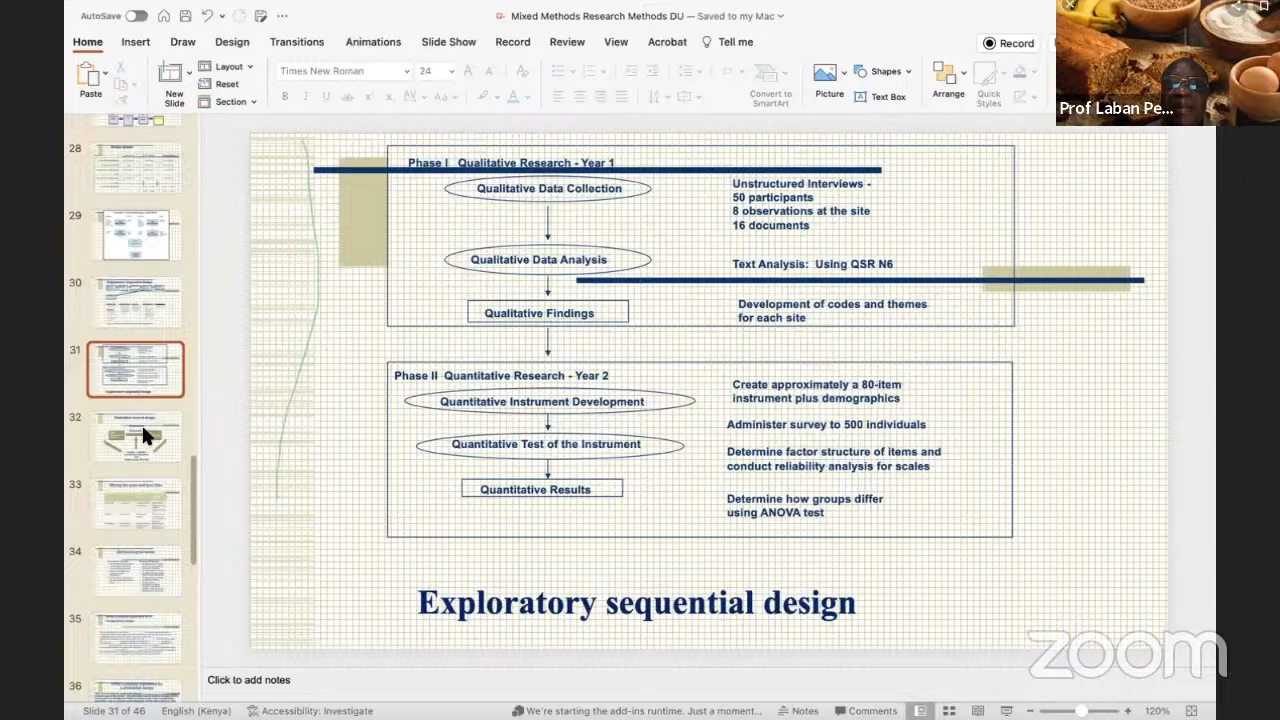 AutoSave
Mixed Methods Research Methods DU — Saved to my Mac
Home Insert Draw Design Transitions Animations Slide Show Record Review View Acrobat Tell me
Record
Paste
New
Slide
Layout
Reset
Section
Times New Roman
24
Convert to
SmartArt
Picture
Shapes
Text Box
Arrange
Quick
Styles
Prof Laban Pe...
28
29
30
31
32
33
34
35
36
Phase I Qualitative Research - Year 1
Qualitative Data Collection
Unstructured Interviews -
50 participants
8 observations at the site
16 documents
Qualitative Data Analysis
Text Analysis: Using QSR N6
Qualitative Findings
Development of codes and themes
for each site
Phase II Quantitative Research - Year 2
Quantitative Instrument Development
Create approximately a 80-item
instrument plus demographics
Quantitative Test of the Instrument
Administer survey to 500 individuals
Determine factor structure of items and
conduct reliability analysis for scales
Quantitative Results
Determine how groups differ
using ANOVA test
Exploratory sequential design
zoom
Click to add notes
Slide 31 of 46 English (Kenya) Accessibility: Investigate We're starting the add-ins runtime. Just a moment... Notes Comments 120%